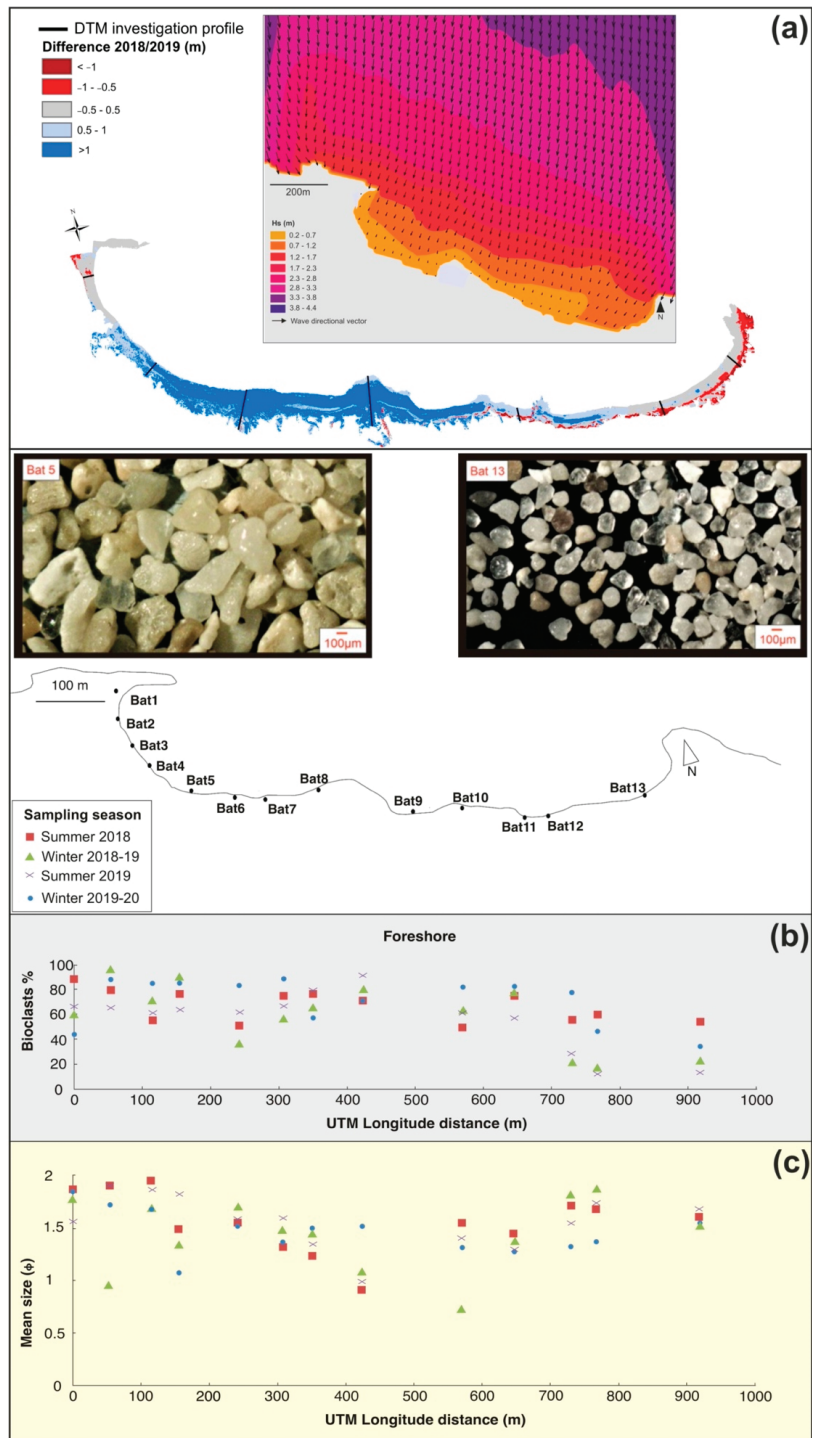 (a)
DTM investigation profile
Difference 2018/2019 (m)
< -1
-1 - -0.5
-0.5 - 0.5
0.5 - 1
>1
200m
Hs (m)
0.2 - 0.7
0.7 - 1.2
1.2 - 1.7
1.7 - 2.3
2.3 - 2.8
2.8 - 3.3
3.3 - 3.8
3.8 - 4.4
Wave directional vector
N
N
Bat 5
100µm
Bat 13
100µm
100 m
Bat1
Bat2
Bat3
Bat4
Bat5
Bat6
Bat7
Bat8
Bat9
Bat10
Bat11
Bat12
Bat13
N
Sampling season
Summer 2018
Winter 2018-19
Summer 2019
Winter 2019-20
(b)
Foreshore
Bioclasts %
100
80
60
40
20
0
0 100 200 300 400 500 600 700 800 900 1000
UTM Longitude distance (m)
(c)
Mean size (ϕ)
2
1.5
1
0.5
0
0 100 200 300 400 500 600 700 800 900 1000
UTM Longitude distance (m)